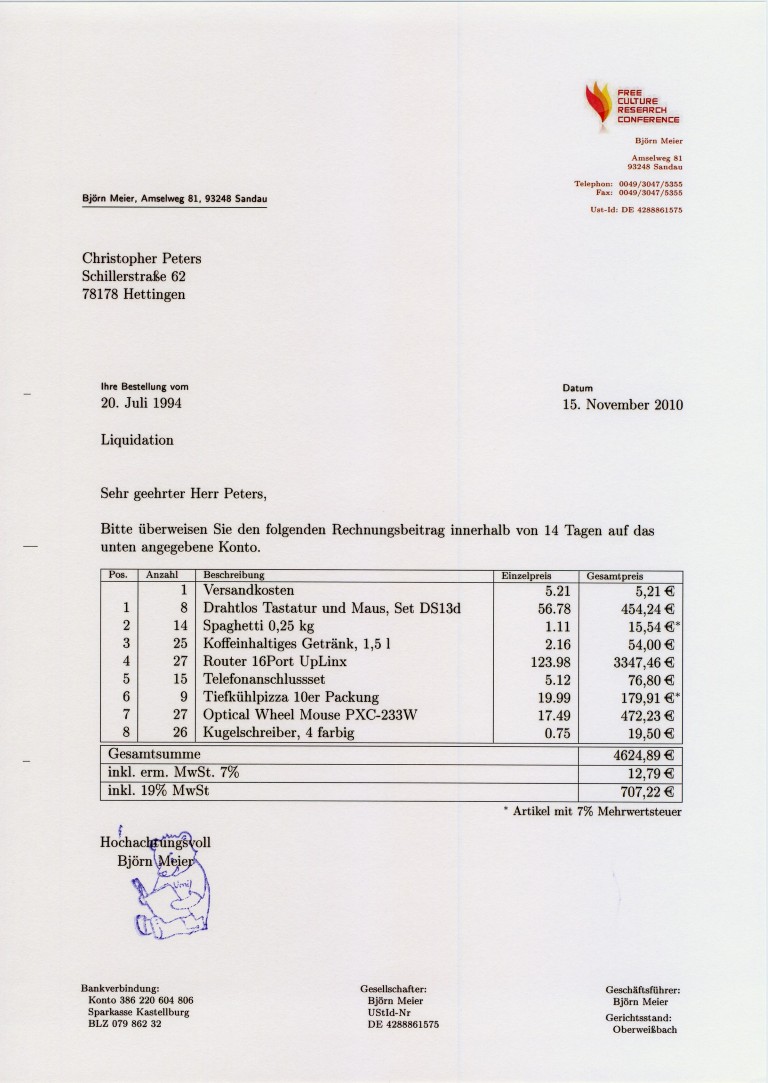 FREE
CULTURE
RESEARCH
CONFERENCE
Björn Meier
Amselweg 81
93248 Sandau
Telephon: 0049/3047/5355
Fax: 0049/3047/5355
Ust-Id: DE 4288861575
Björn Meier, Amselweg 81, 93248 Sandau
Christopher Peters
Schillerstraße 62
78178 Hettingen
Ihre Bestellung vom Datum
20. Juli 1994 15. November 2010
Liquidation
Sehr geehrter Herr Peters,
Bitte überweisen Sie den folgenden Rechnungsbeitrag innerhalb von 14 Tagen auf das
unten angegebene Konto.
Pos. Anzahl Beschreibung Einzelpreis Gesamtpreis
1 Versandkosten 5.21 5,21 €
1 8 Drahtlos Tastatur und Maus, Set DS13d 56.78 454,24 €
2 14 Spaghetti 0,25 kg 1.11 15,54 €*
3 25 Koffeinhaltiges Getränk, 1,5 l 2.16 54,00 €
4 27 Router 16Port UpLinx 123.98 3347,46 €
5 15 Telefonanschlussset 5.12 76,80 €
6 9 Tiefkühlpizza 10er Packung 19.99 179,91 €*
7 27 Optical Wheel Mouse PXC-233W 17.49 472,23 €
8 26 Kugelschreiber, 4 farbig 0.75 19,50 €
Gesamtsumme 4624,89 €
inkl. erm. MwSt. 7% 12,79 €
inkl. 19% MwSt 707,22 €
* Artikel mit 7% Mehrwertsteuer
Hochachtungsvoll
Björn Meier
Bankverbindung:
Konto 386 220 604 806
Sparkasse Kastellburg
BLZ 079 862 32
Gesellschafter:
Björn Meier
UStId-Nr
DE 4288861575
Geschäftsführer:
Björn Meier
Gerichtsstand:
Oberweißbach